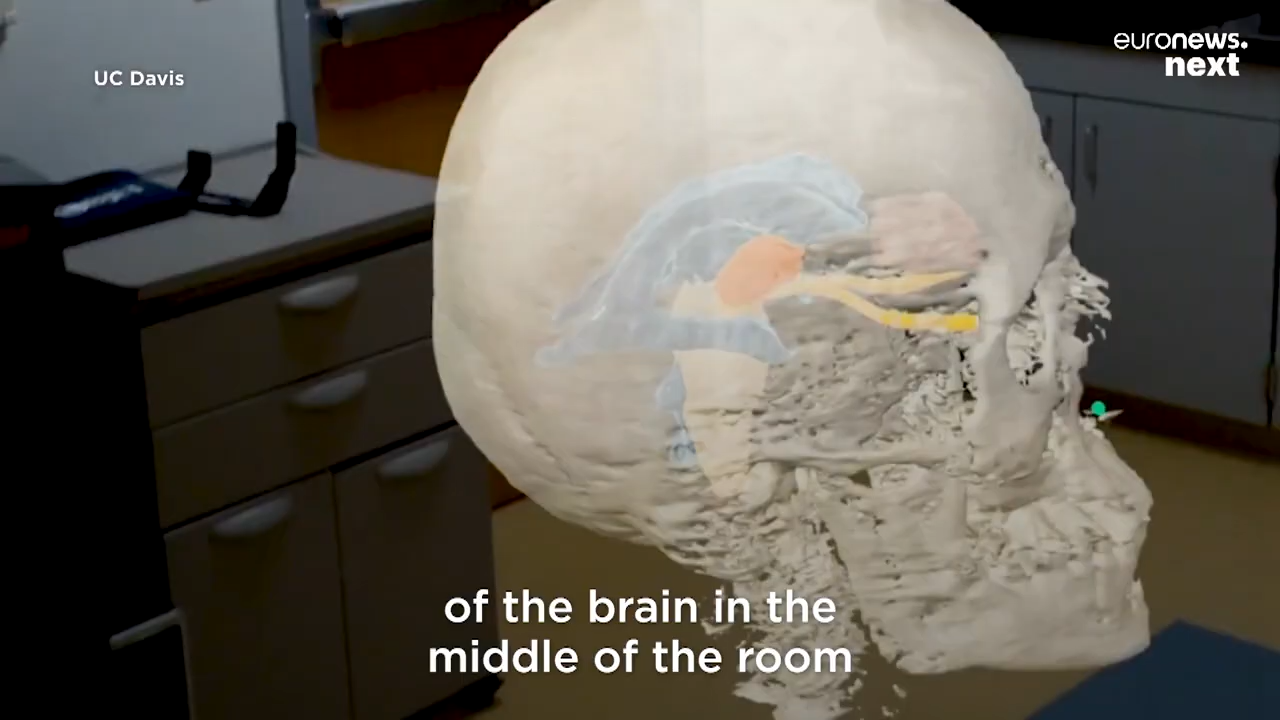 UC Davis
euronews.
next
of the brain in the
middle of the room